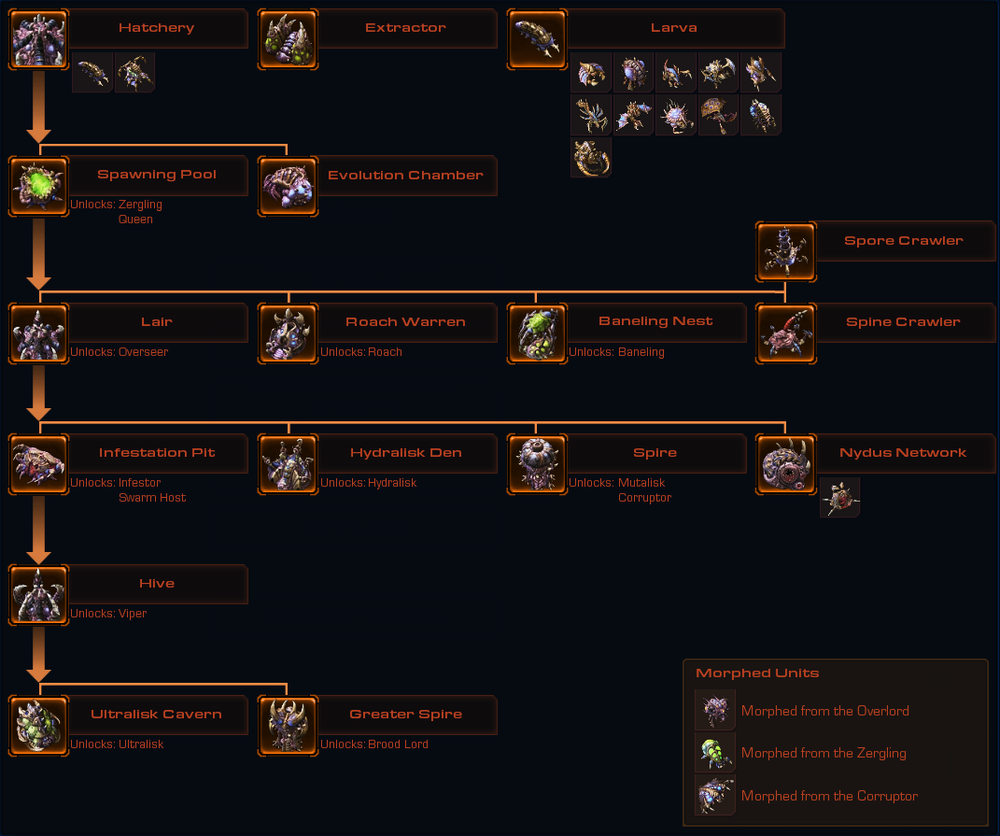 Hatchery
Extractor
Larva
Spawning Pool
Unlocks: Zergling
Queen
Evolution Chamber
Spore Crawler
Lair
Unlocks: Overseer
Roach Warren
Unlocks: Roach
Baneling Nest
Unlocks: Baneling
Spine Crawler
Infestation Pit
Unlocks: Infestor
Swarm Host
Hydralisk Den
Unlocks: Hydralisk
Spire
Unlocks: Mutalisk
Corruptor
Nydus Network
Hive
Unlocks: Viper
Ultralisk Cavern
Unlocks: Ultralisk
Greater Spire
Unlocks: Brood Lord
Morphed Units
Morphed from the Overlord
Morphed from the Zergling
Morphed from the Corruptor